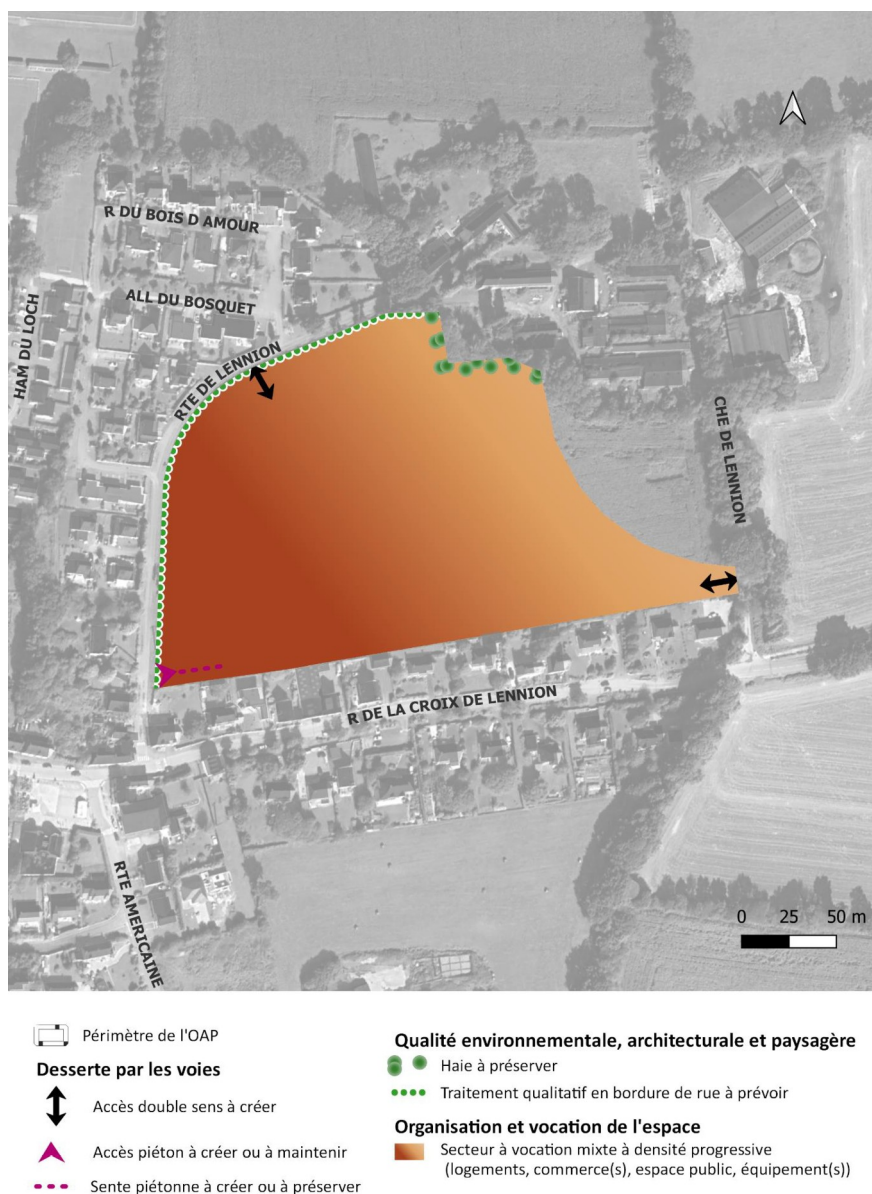 R DU BOIS D AMOUR
ALL DU BOSQUET
HAM DU LOCH
RTE DE LENNION
CHE DE LENNION
R DE LA CROIX DE LENNION
RTE AMERICAINE
0 25 50 m
Périmètre de l'OAP
Desserte par les voies
Accès double sens à créer
Accès piéton à créer ou à maintenir
Sente piétonne à créer ou à préserver
Qualité environnementale, architecturale et paysagère
Haie à préserver
Traitement qualitatif en bordure de rue à prévoir
Organisation et vocation de l'espace
Secteur à vocation mixte à densité progressive
(logements, commerce(s), espace public, équipement(s))